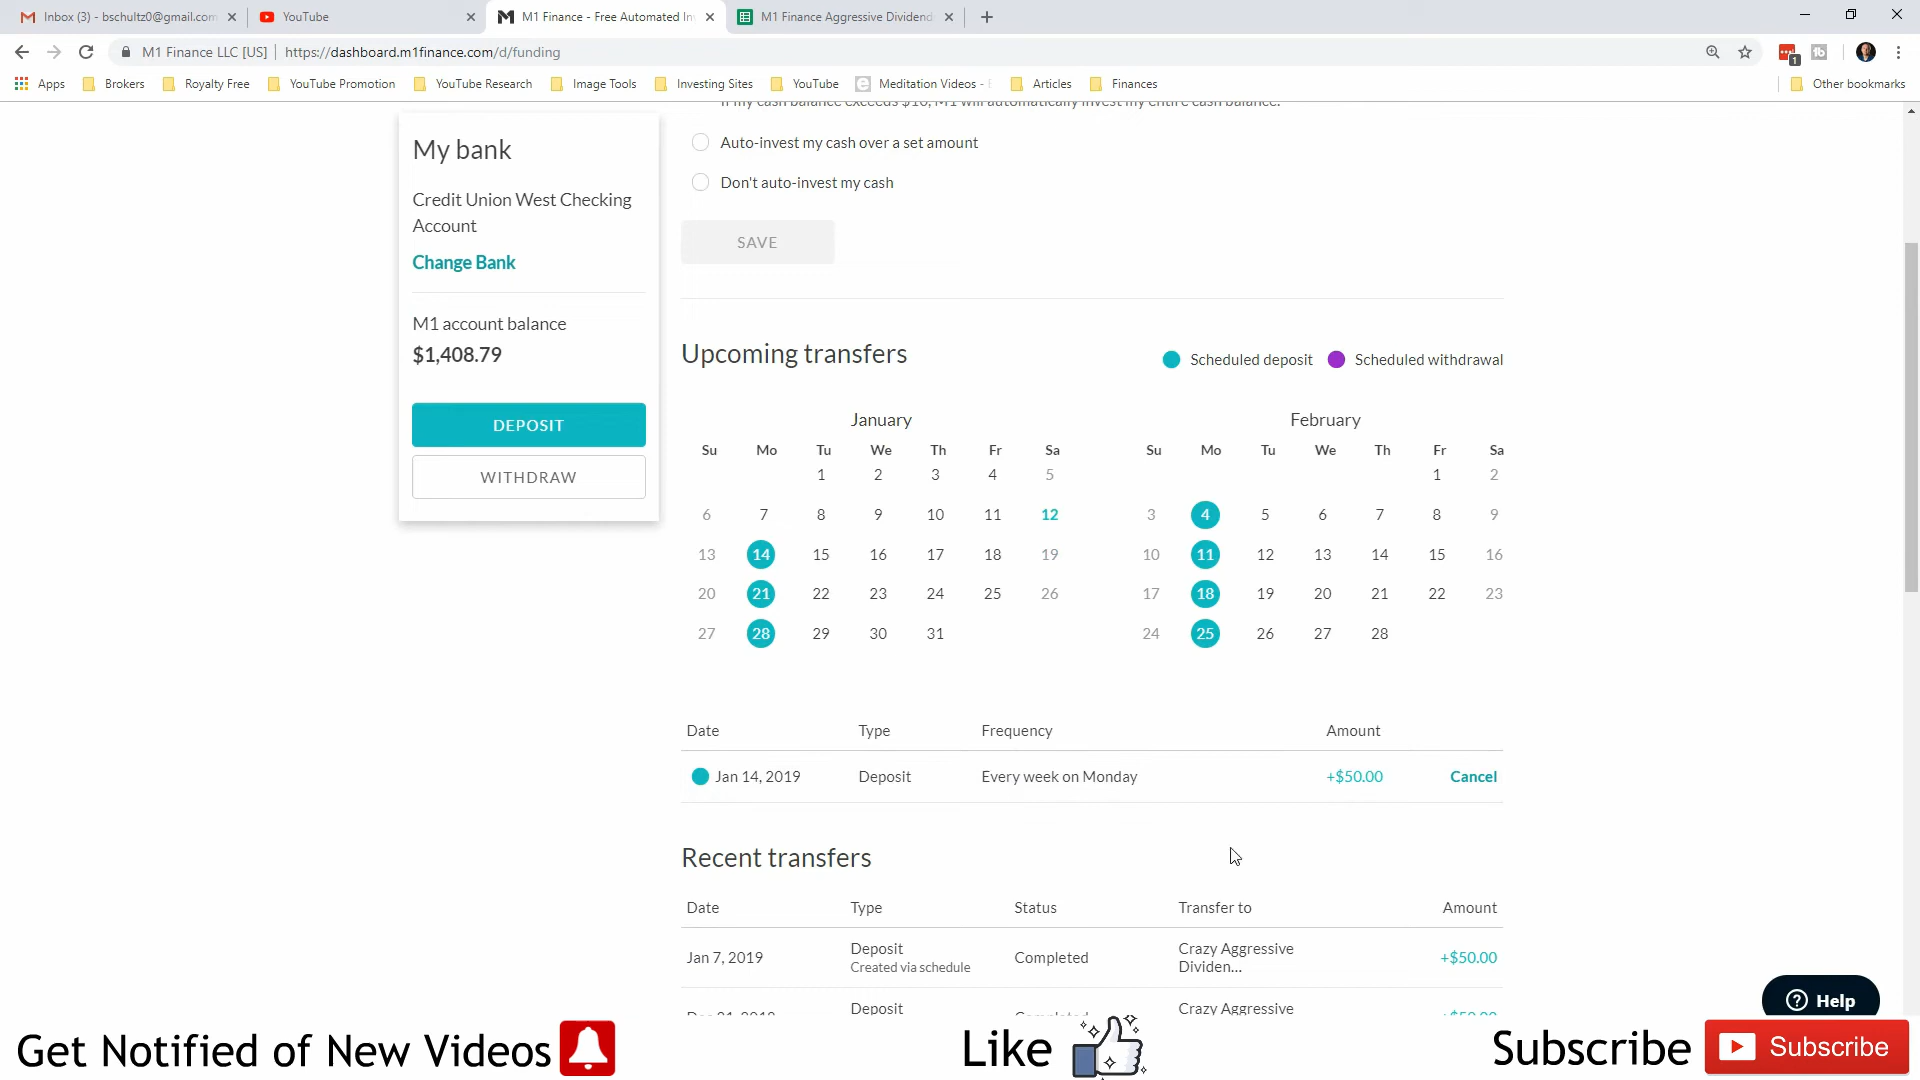 Inbox (3) - bschultz0@gmail.com
YouTube
M1 Finance - Free Automated In
M1 Finance Aggressive Dividend
M1 Finance LLC [US] | https://dashboard.m1finance.com/d/funding
Apps Brokers Royalty Free YouTube Promotion YouTube Research Image Tools Investing Sites YouTube Meditation Videos - Articles Finances Other bookmarks
If my cash balance exceeds $10, M1 will automatically invest my entire cash balance.
Auto-invest my cash over a set amount
Don't auto-invest my cash
SAVE
My bank
Credit Union West Checking
Account
Change Bank
M1 account balance
$1,408.79
DEPOSIT
WITHDRAW
Upcoming transfers
Scheduled deposit Scheduled withdrawal
January
Su Mo Tu We Th Fr Sa
1 2 3 4 5
6 7 8 9 10 11 12
13 14 15 16 17 18 19
20 21 22 23 24 25 26
27 28 29 30 31
February
Su Mo Tu We Th Fr Sa
1 2
3 4 5 6 7 8 9
10 11 12 13 14 15 16
17 18 19 20 21 22 23
24 25 26 27 28
Date Type Frequency Amount
Jan 14, 2019 Deposit Every week on Monday +$50.00 Cancel
Recent transfers
Date Type Status Transfer to Amount
Jan 7, 2019 Deposit Completed Crazy Aggressive +$50.00
Created via schedule Dividen...
Deposit Crazy Aggressive
Help
Get Notified of New Videos
Like
Subscribe
Subscribe